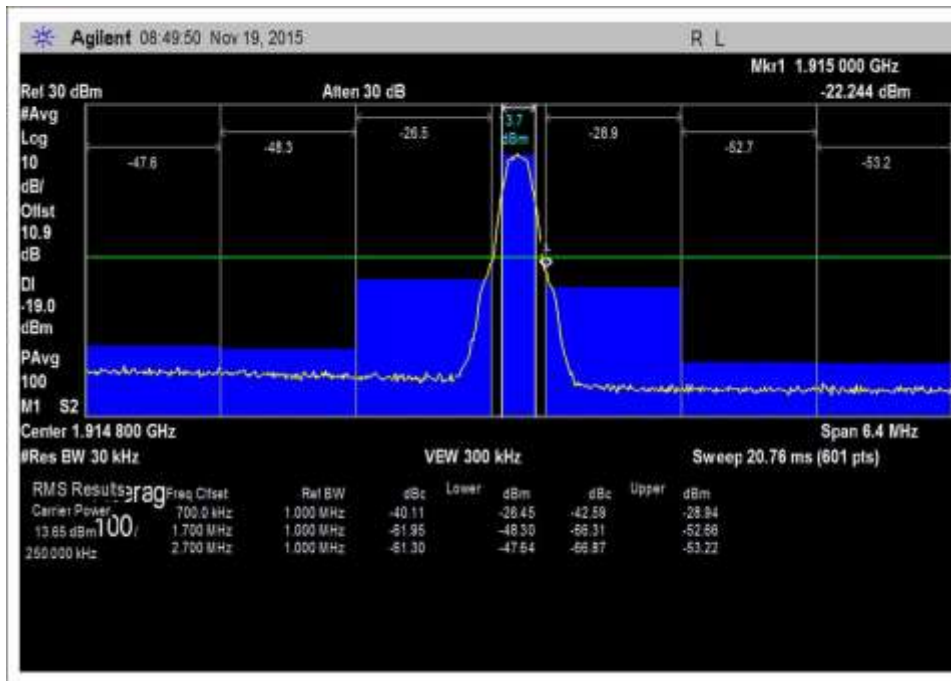 Agilent 08:49:50 Nov 19, 2015 R L
Mkr1 1.915 000 GHz
Ref 30 dBm Atten 30 dB -22.244 dBm
#Avg
Log
10
dB/
Offst
10.9
dB
DI
-19.0
dBm
PAvg
100
M1 S2
-47.6 -48.3 -26.5 3.7 dBm -28.9 -52.7 -53.2
Center 1.914 800 GHz Span 6.4 MHz
#Res BW 30 kHz VBW 300 kHz Sweep 20.76 ms (601 pts)
RMS Results Freq Offset Ref BW dBc Lower dBm dBc Upper dBm
Carrier Power 700.0 kHz 1.000 MHz -40.11 -26.45 -42.59 -28.94
13.65 dBm 100/ 1.700 MHz 1.000 MHz -61.95 -48.30 -66.31 -52.66
250.000 kHz 2.700 MHz 1.000 MHz -61.30 -47.64 -66.87 -53.22